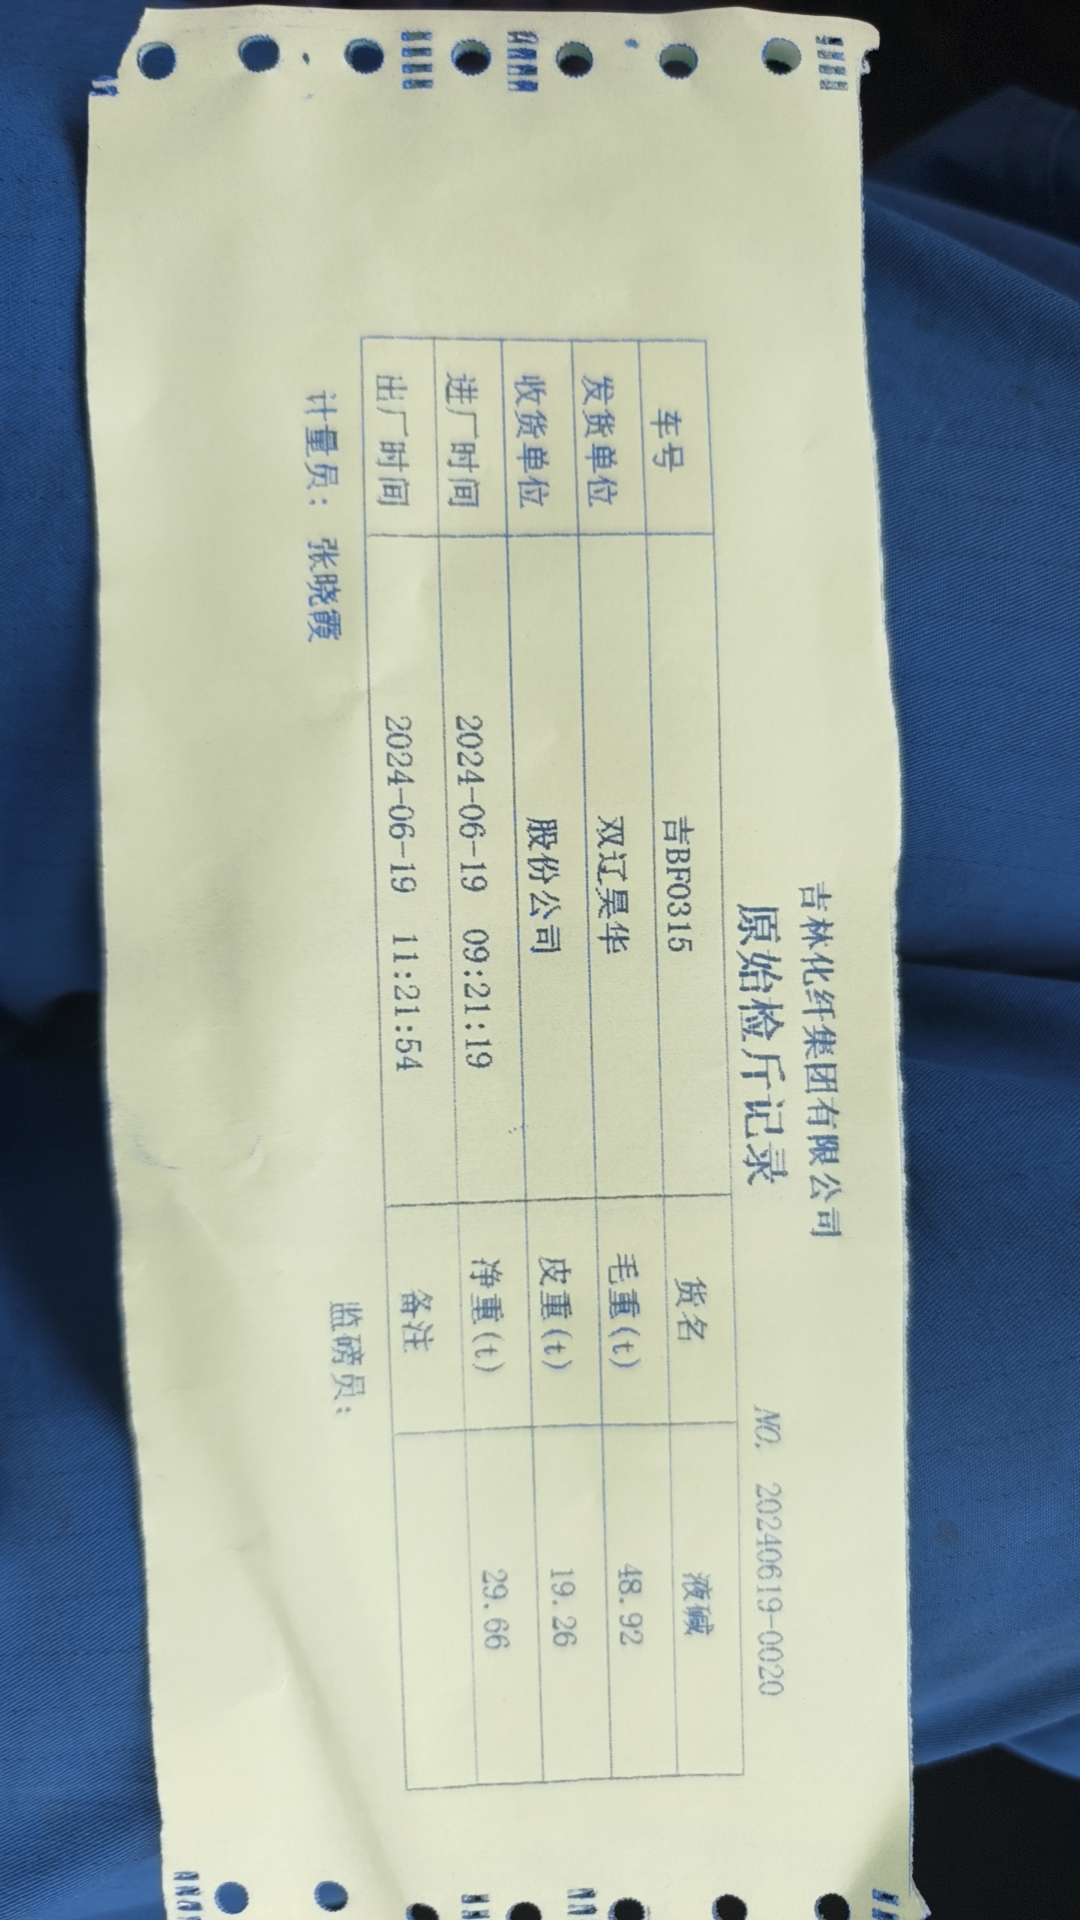 吉林化纤集团有限公司
原始检斤记录
NO. 20240619-0020
车号 吉BF0315 货名 液碱
发货单位 双辽昊华 毛重(t) 48.92
收货单位 股份公司 皮重(t) 19.26
进厂时间 2024-06-19 09:21:19 净重(t) 29.66
出厂时间 2024-06-19 11:21:54 备注
计量员: 张晓霞 监磅员: